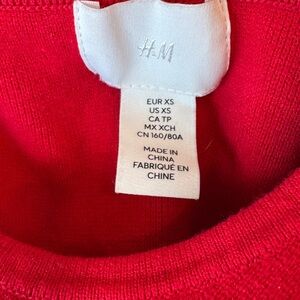 H&M
EUR XS
US XS
CA TP
MX XCH
CN 160/80A
MADE IN
CHINA
FABRIQUÉ EN
CHINE